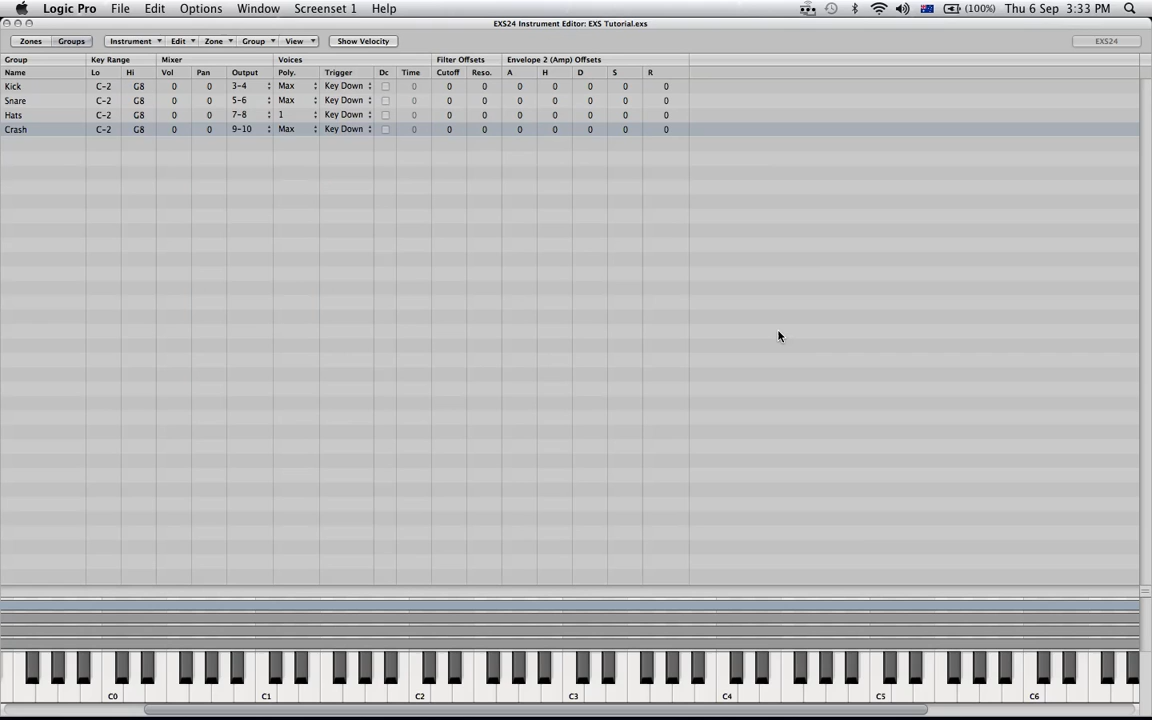 Logic Pro File Edit Options Window Screenset 1 Help (100%) Thu 6 Sep 3:33 PM
EXS24 Instrument Editor: EXS Tutorial.exs
Zones Groups Instrument Edit Zone Group View Show Velocity EXS24
Group Key Range Mixer Voices Filter Offsets Envelope 2 (Amp) Offsets
Name Lo Hi Vol Pan Output Poly. Trigger Dc Time Cutoff Reso. A H D S R
Kick C-2 G8 0 0 3-4 Max Key Down 0 0 0 0 0 0 0 0
Snare C-2 G8 0 0 5-6 Max Key Down 0 0 0 0 0 0 0 0
Hats C-2 G8 0 0 7-8 1 Key Down 0 0 0 0 0 0 0 0
Crash C-2 G8 0 0 9-10 Max Key Down 0 0 0 0 0 0 0 0
C0 C1 C2 C3 C4 C5 C6